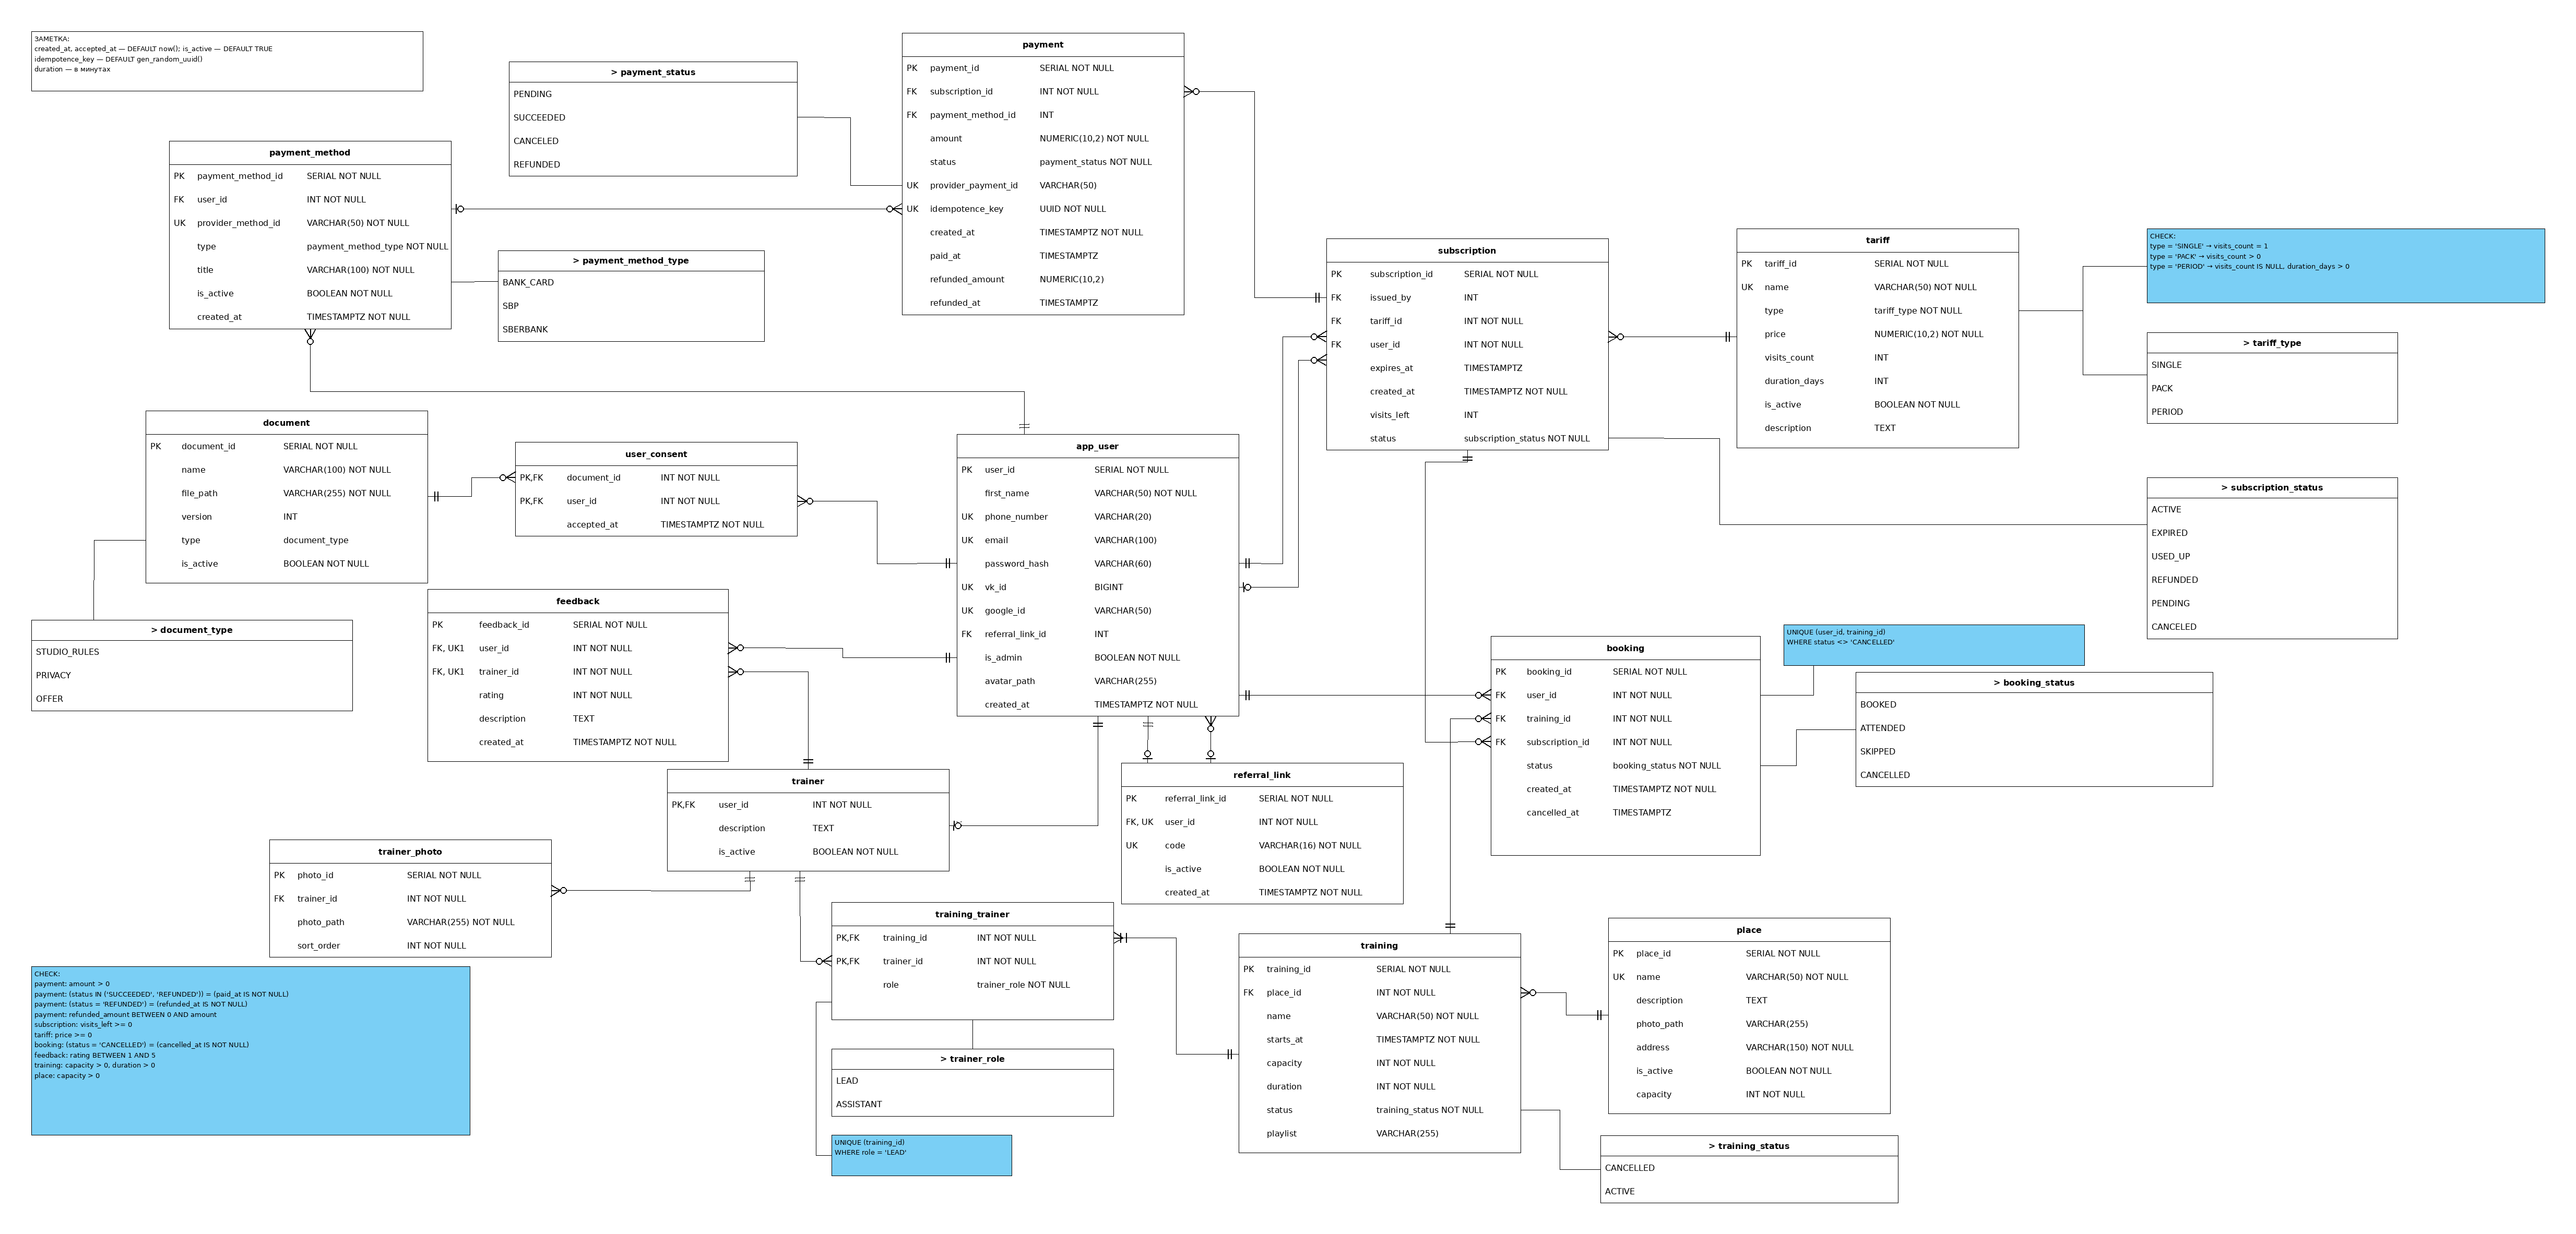 ЗАМЕТКА:
created_at, accepted_at — DEFAULT now(); is_active — DEFAULT TRUE
idempotence_key — DEFAULT gen_random_uuid()
duration — в минутах
> payment_status
PENDING
SUCCEEDED
CANCELED
REFUNDED
payment
PK payment_id SERIAL NOT NULL
FK subscription_id INT NOT NULL
FK payment_method_id INT
amount NUMERIC(10,2) NOT NULL
status payment_status NOT NULL
UK provider_payment_id VARCHAR(50)
UK idempotence_key UUID NOT NULL
created_at TIMESTAMPTZ NOT NULL
paid_at TIMESTAMPTZ
refunded_amount NUMERIC(10,2)
refunded_at TIMESTAMPTZ
payment_method
PK payment_method_id SERIAL NOT NULL
FK user_id INT NOT NULL
UK provider_method_id VARCHAR(50) NOT NULL
type payment_method_type NOT NULL
title VARCHAR(100) NOT NULL
is_active BOOLEAN NOT NULL
created_at TIMESTAMPTZ NOT NULL
> payment_method_type
BANK_CARD
SBP
SBERBANK
subscription
PK subscription_id SERIAL NOT NULL
FK issued_by INT
FK tariff_id INT NOT NULL
FK user_id INT NOT NULL
expires_at TIMESTAMPTZ
created_at TIMESTAMPTZ NOT NULL
visits_left INT
status subscription_status NOT NULL
tariff
PK tariff_id SERIAL NOT NULL
UK name VARCHAR(50) NOT NULL
type tariff_type NOT NULL
price NUMERIC(10,2) NOT NULL
visits_count INT
duration_days INT
is_active BOOLEAN NOT NULL
description TEXT
CHECK:
type = 'SINGLE' → visits_count = 1
type = 'PACK' → visits_count > 0
type = 'PERIOD' → visits_count IS NULL, duration_days > 0
> tariff_type
SINGLE
PACK
PERIOD
document
PK document_id SERIAL NOT NULL
name VARCHAR(100) NOT NULL
file_path VARCHAR(255) NOT NULL
version INT
type document_type
is_active BOOLEAN NOT NULL
user_consent
PK,FK document_id INT NOT NULL
PK,FK user_id INT NOT NULL
accepted_at TIMESTAMPTZ NOT NULL
app_user
PK user_id SERIAL NOT NULL
first_name VARCHAR(50) NOT NULL
UK phone_number VARCHAR(20)
UK email VARCHAR(100)
password_hash VARCHAR(60)
UK vk_id BIGINT
UK google_id VARCHAR(50)
FK referral_link_id INT
is_admin BOOLEAN NOT NULL
avatar_path VARCHAR(255)
created_at TIMESTAMPTZ NOT NULL
> subscription_status
ACTIVE
EXPIRED
USED_UP
REFUNDED
PENDING
CANCELED
> document_type
STUDIO_RULES
PRIVACY
OFFER
feedback
PK feedback_id SERIAL NOT NULL
FK, UK1 user_id INT NOT NULL
FK, UK1 trainer_id INT NOT NULL
rating INT NOT NULL
description TEXT
created_at TIMESTAMPTZ NOT NULL
booking
PK booking_id SERIAL NOT NULL
FK user_id INT NOT NULL
FK training_id INT NOT NULL
FK subscription_id INT NOT NULL
status booking_status NOT NULL
created_at TIMESTAMPTZ NOT NULL
cancelled_at TIMESTAMPTZ
UNIQUE (user_id, training_id)
WHERE status <> 'CANCELLED'
> booking_status
BOOKED
ATTENDED
SKIPPED
CANCELLED
trainer
PK,FK user_id INT NOT NULL
description TEXT
is_active BOOLEAN NOT NULL
referral_link
PK referral_link_id SERIAL NOT NULL
FK, UK user_id INT NOT NULL
UK code VARCHAR(16) NOT NULL
is_active BOOLEAN NOT NULL
created_at TIMESTAMPTZ NOT NULL
trainer_photo
PK photo_id SERIAL NOT NULL
FK trainer_id INT NOT NULL
photo_path VARCHAR(255) NOT NULL
sort_order INT NOT NULL
training_trainer
PK,FK training_id INT NOT NULL
PK,FK trainer_id INT NOT NULL
role trainer_role NOT NULL
training
PK training_id SERIAL NOT NULL
FK place_id INT NOT NULL
name VARCHAR(50) NOT NULL
starts_at TIMESTAMPTZ NOT NULL
capacity INT NOT NULL
duration INT NOT NULL
status training_status NOT NULL
playlist VARCHAR(255)
place
PK place_id SERIAL NOT NULL
UK name VARCHAR(50) NOT NULL
description TEXT
photo_path VARCHAR(255)
address VARCHAR(150) NOT NULL
is_active BOOLEAN NOT NULL
capacity INT NOT NULL
CHECK:
payment: amount > 0
payment: (status IN ('SUCCEEDED', 'REFUNDED')) = (paid_at IS NOT NULL)
payment: (status = 'REFUNDED') = (refunded_at IS NOT NULL)
payment: refunded_amount BETWEEN 0 AND amount
subscription: visits_left >= 0
tariff: price >= 0
booking: (status = 'CANCELLED') = (cancelled_at IS NOT NULL)
feedback: rating BETWEEN 1 AND 5
training: capacity > 0, duration > 0
place: capacity > 0
> trainer_role
LEAD
ASSISTANT
UNIQUE (training_id)
WHERE role = 'LEAD'
> training_status
CANCELLED
ACTIVE